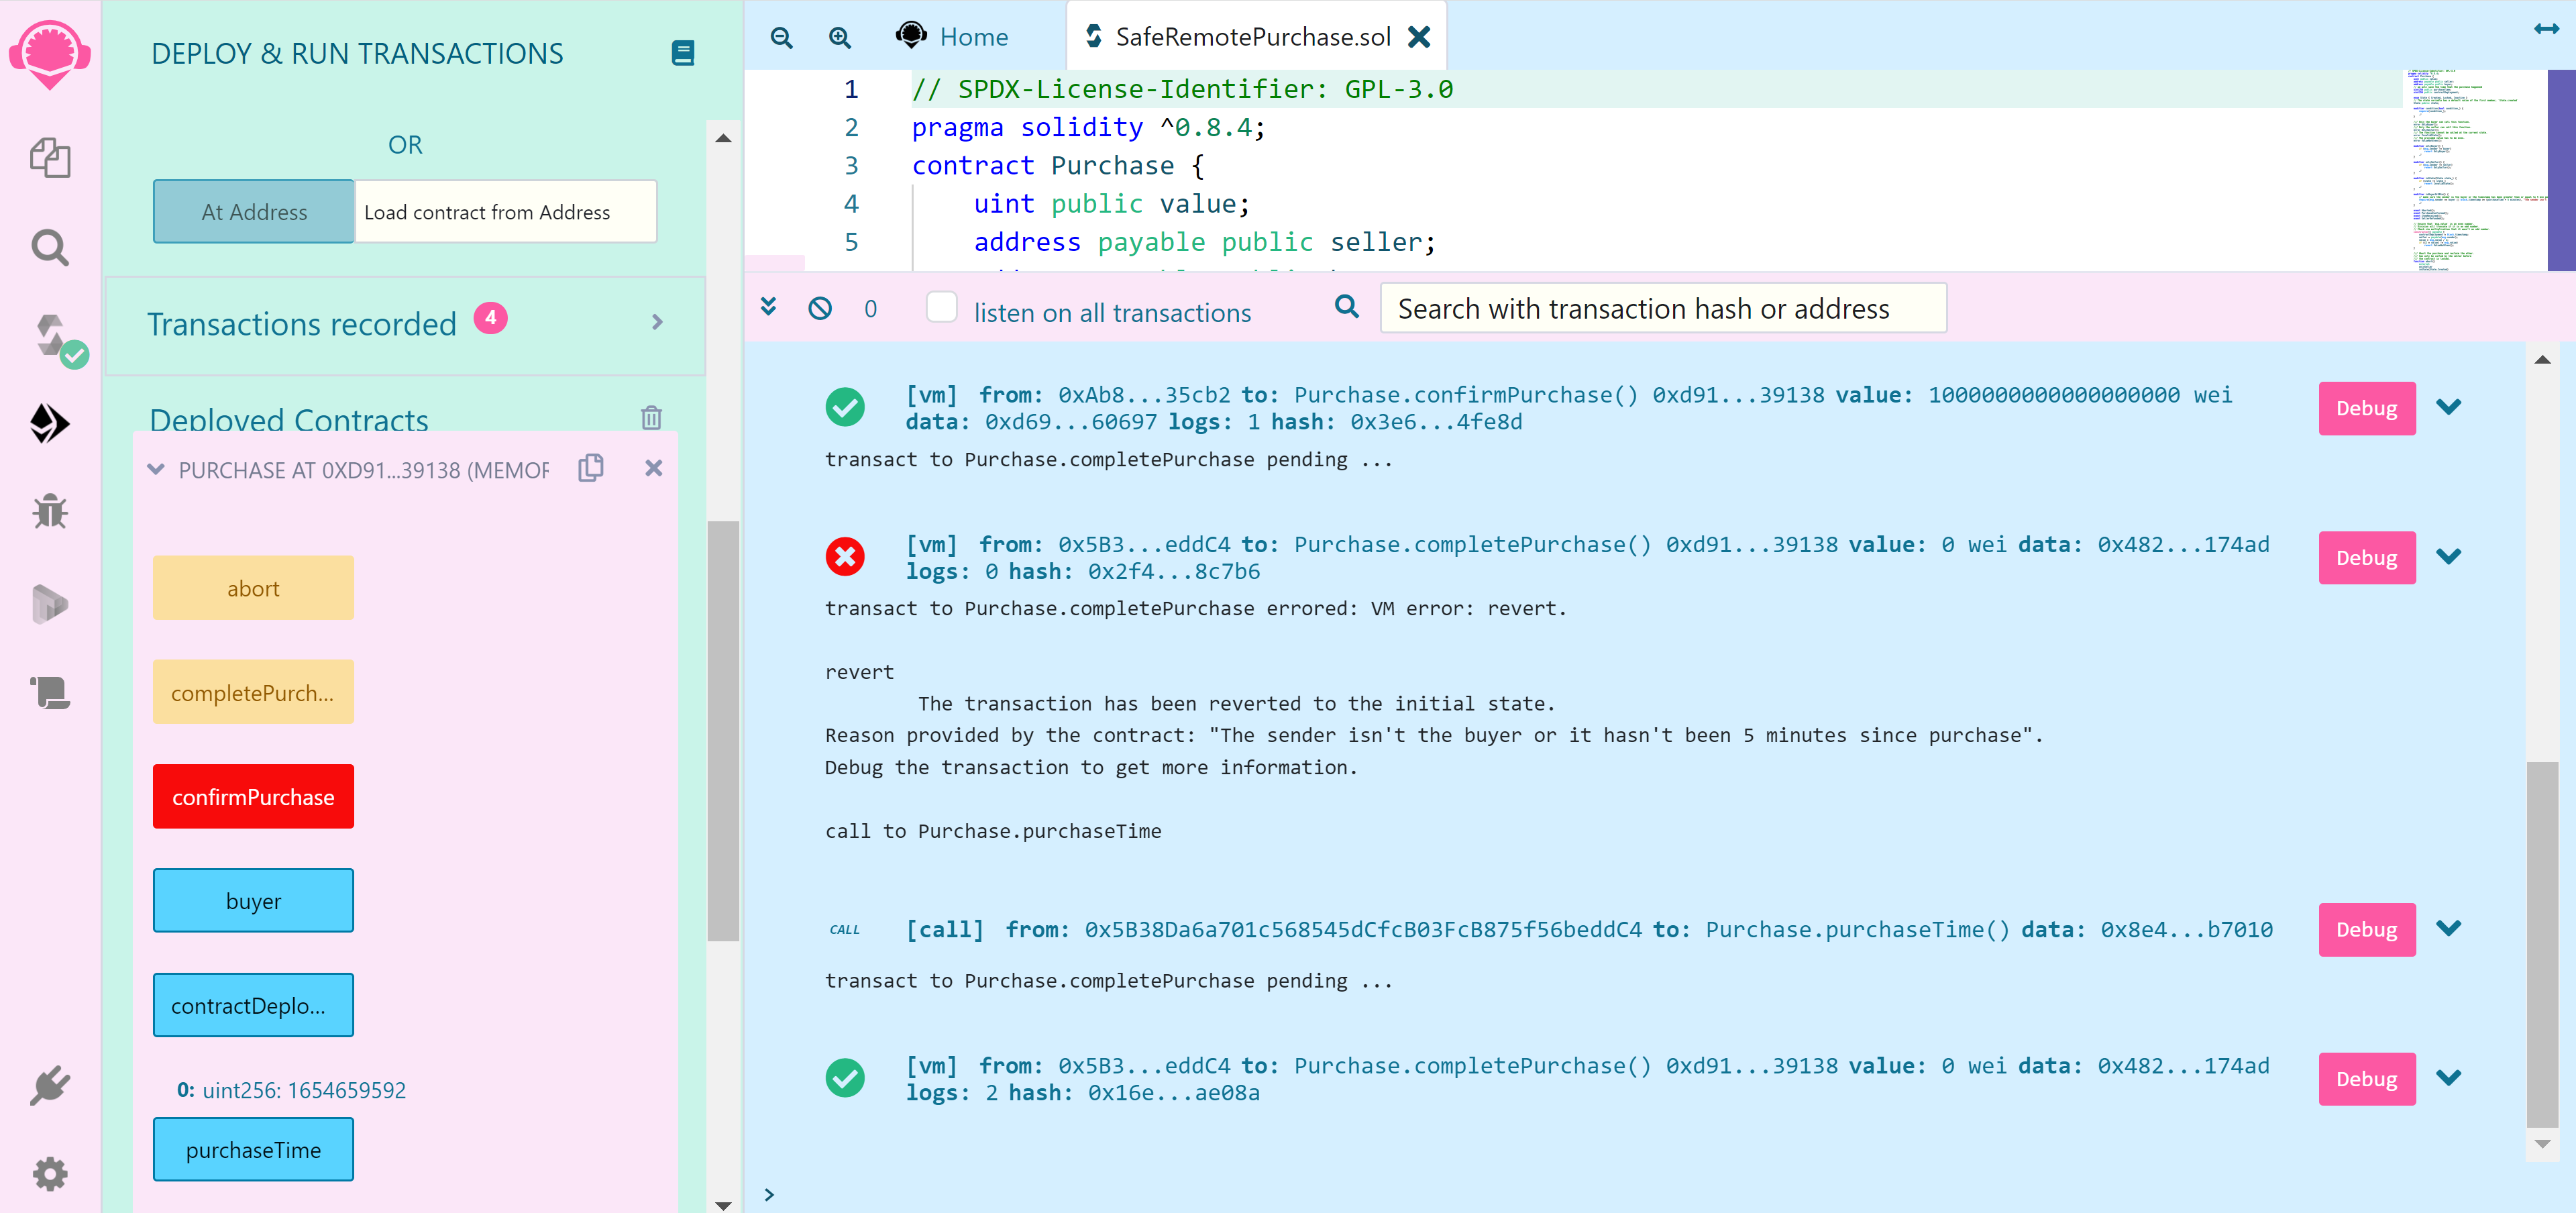 DEPLOY & RUN TRANSACTIONS
OR
At Address
Load contract from Address
Transactions recorded 4
Deployed Contracts
PURCHASE AT 0XD91...39138 (MEMOR
abort
completePurch...
confirmPurchase
buyer
contractDeplo...
0: uint256: 1654659592
purchaseTime
Home
SafeRemotePurchase.sol
1 // SPDX-License-Identifier: GPL-3.0
2 pragma solidity ^0.8.4;
3 contract Purchase {
4 uint public value;
5 address payable public seller;
0
listen on all transactions
Search with transaction hash or address
[vm] from: 0xAb8...35cb2 to: Purchase.confirmPurchase() 0xd91...39138 value: 1000000000000000000 wei
data: 0xd69...60697 logs: 1 hash: 0x3e6...4fe8d
Debug
transact to Purchase.completePurchase pending ...
[vm] from: 0x5B3...eddC4 to: Purchase.completePurchase() 0xd91...39138 value: 0 wei data: 0x482...174ad
logs: 0 hash: 0x2f4...8c7b6
Debug
transact to Purchase.completePurchase errored: VM error: revert.
revert
The transaction has been reverted to the initial state.
Reason provided by the contract: "The sender isn't the buyer or it hasn't been 5 minutes since purchase".
Debug the transaction to get more information.
call to Purchase.purchaseTime
CALL
[call] from: 0x5B38Da6a701c568545dCfcB03FcB875f56beddC4 to: Purchase.purchaseTime() data: 0x8e4...b7010
Debug
transact to Purchase.completePurchase pending ...
[vm] from: 0x5B3...eddC4 to: Purchase.completePurchase() 0xd91...39138 value: 0 wei data: 0x482...174ad
logs: 2 hash: 0x16e...ae08a
Debug
>